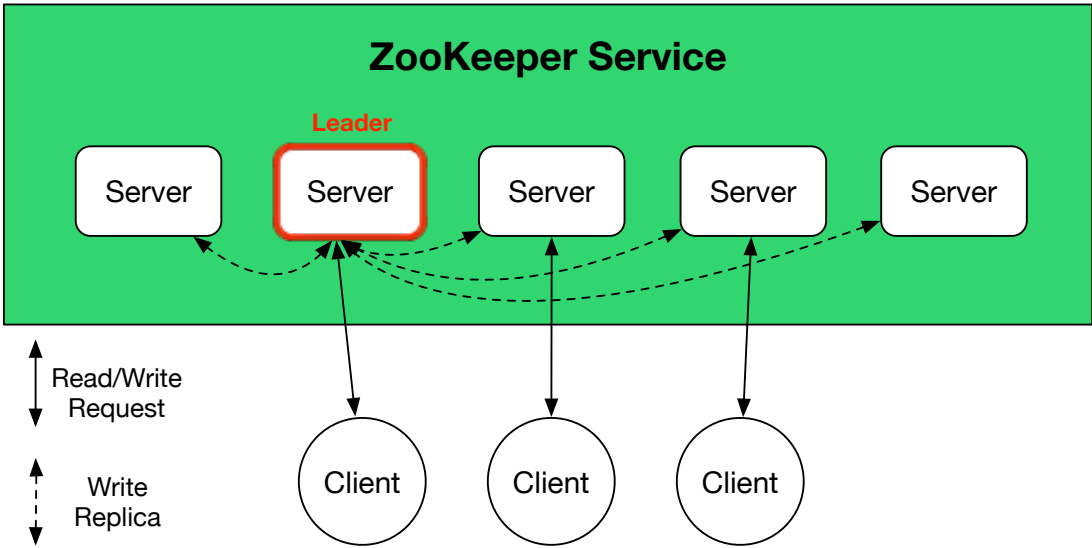 ZooKeeper Service
Leader
Server
Server
Server
Server
Server
Read/Write
Request
Write
Replica
Client
Client
Client